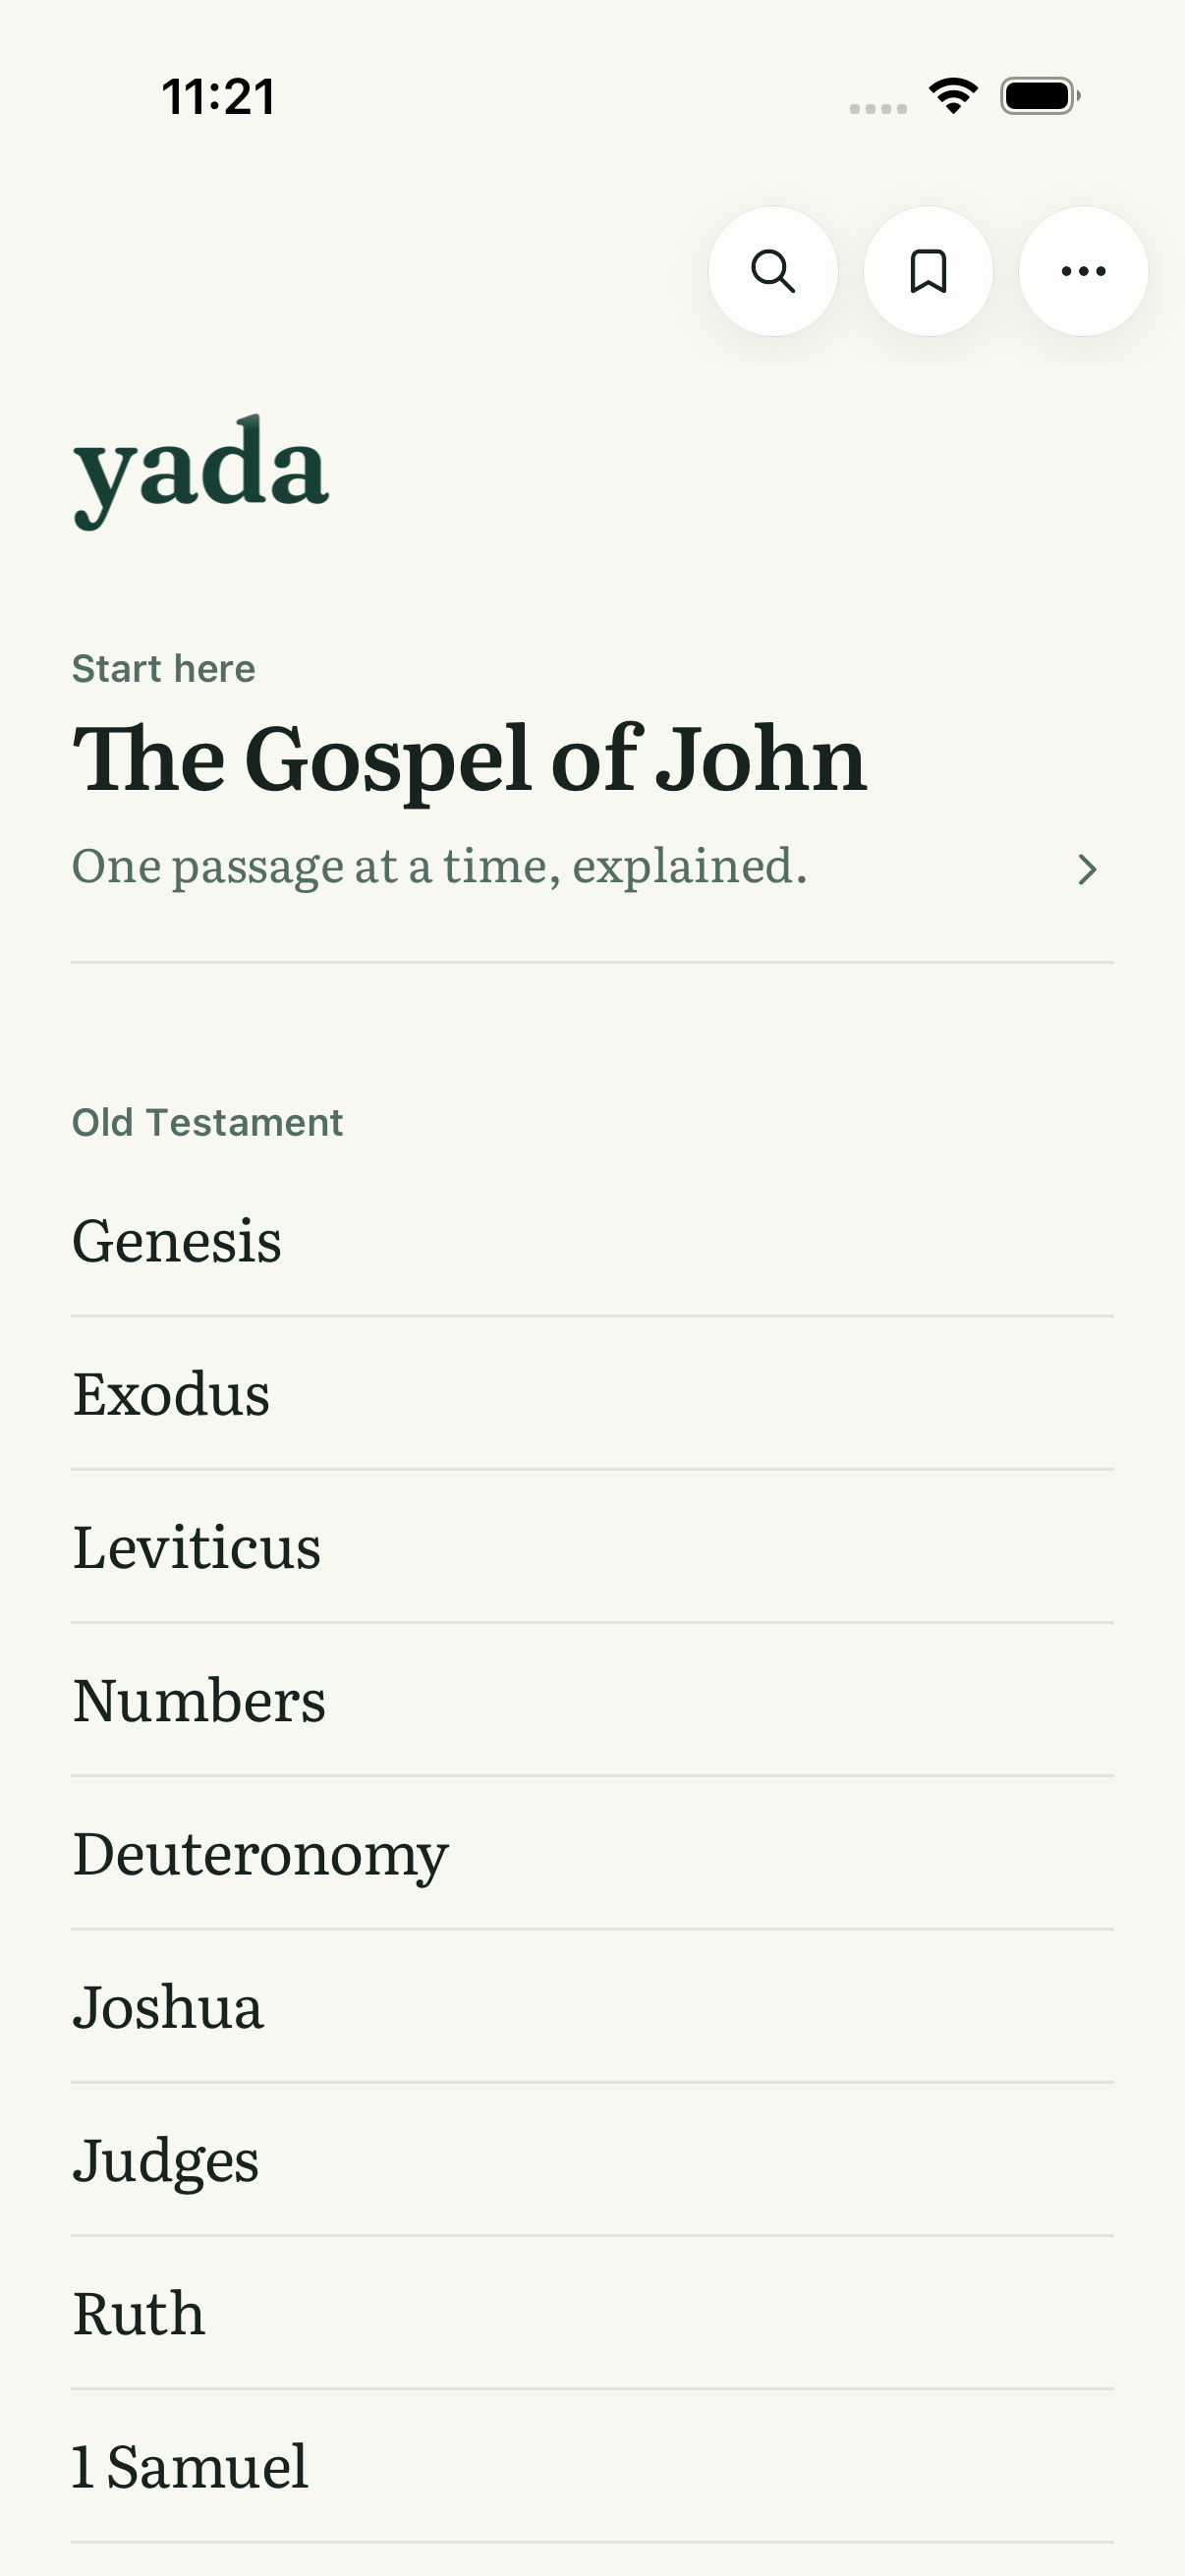 11:21
yada
Start here
The Gospel of John
One passage at a time, explained.
Old Testament
Genesis
Exodus
Leviticus
Numbers
Deuteronomy
Joshua
Judges
Ruth
1 Samuel